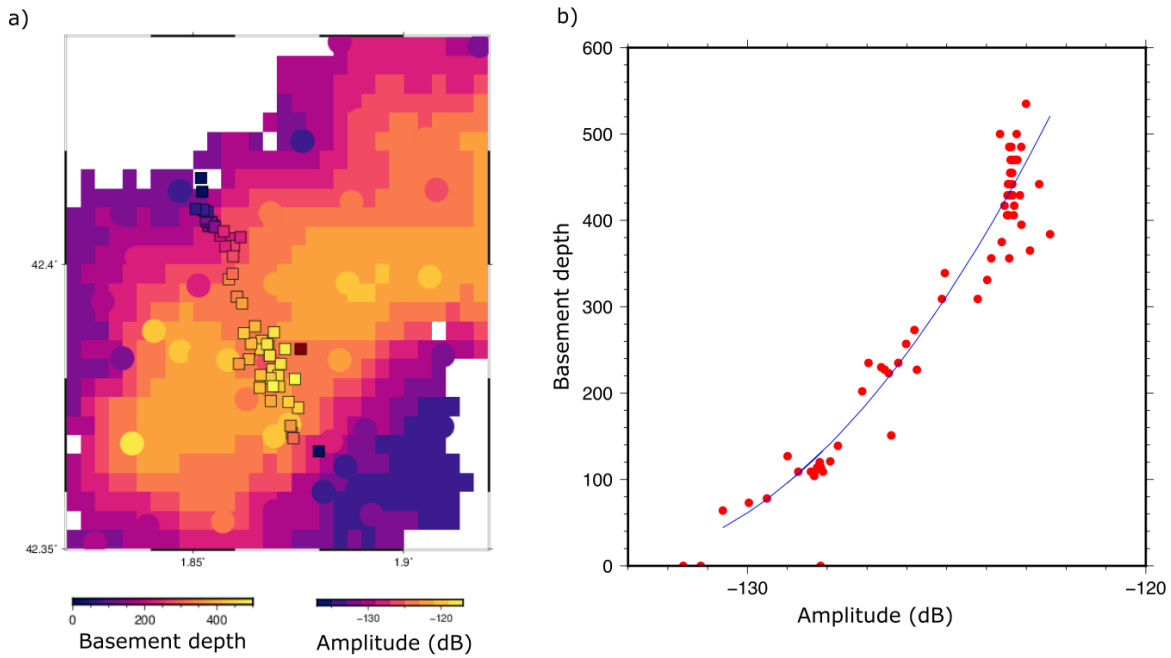 a)
42.4
42.35
1.85
1.9
0 200 400
Basement depth
−130 −120
Amplitude (dB)
b)
600
500
400
300
200
100
0
Basement depth
−130 −120
Amplitude (dB)